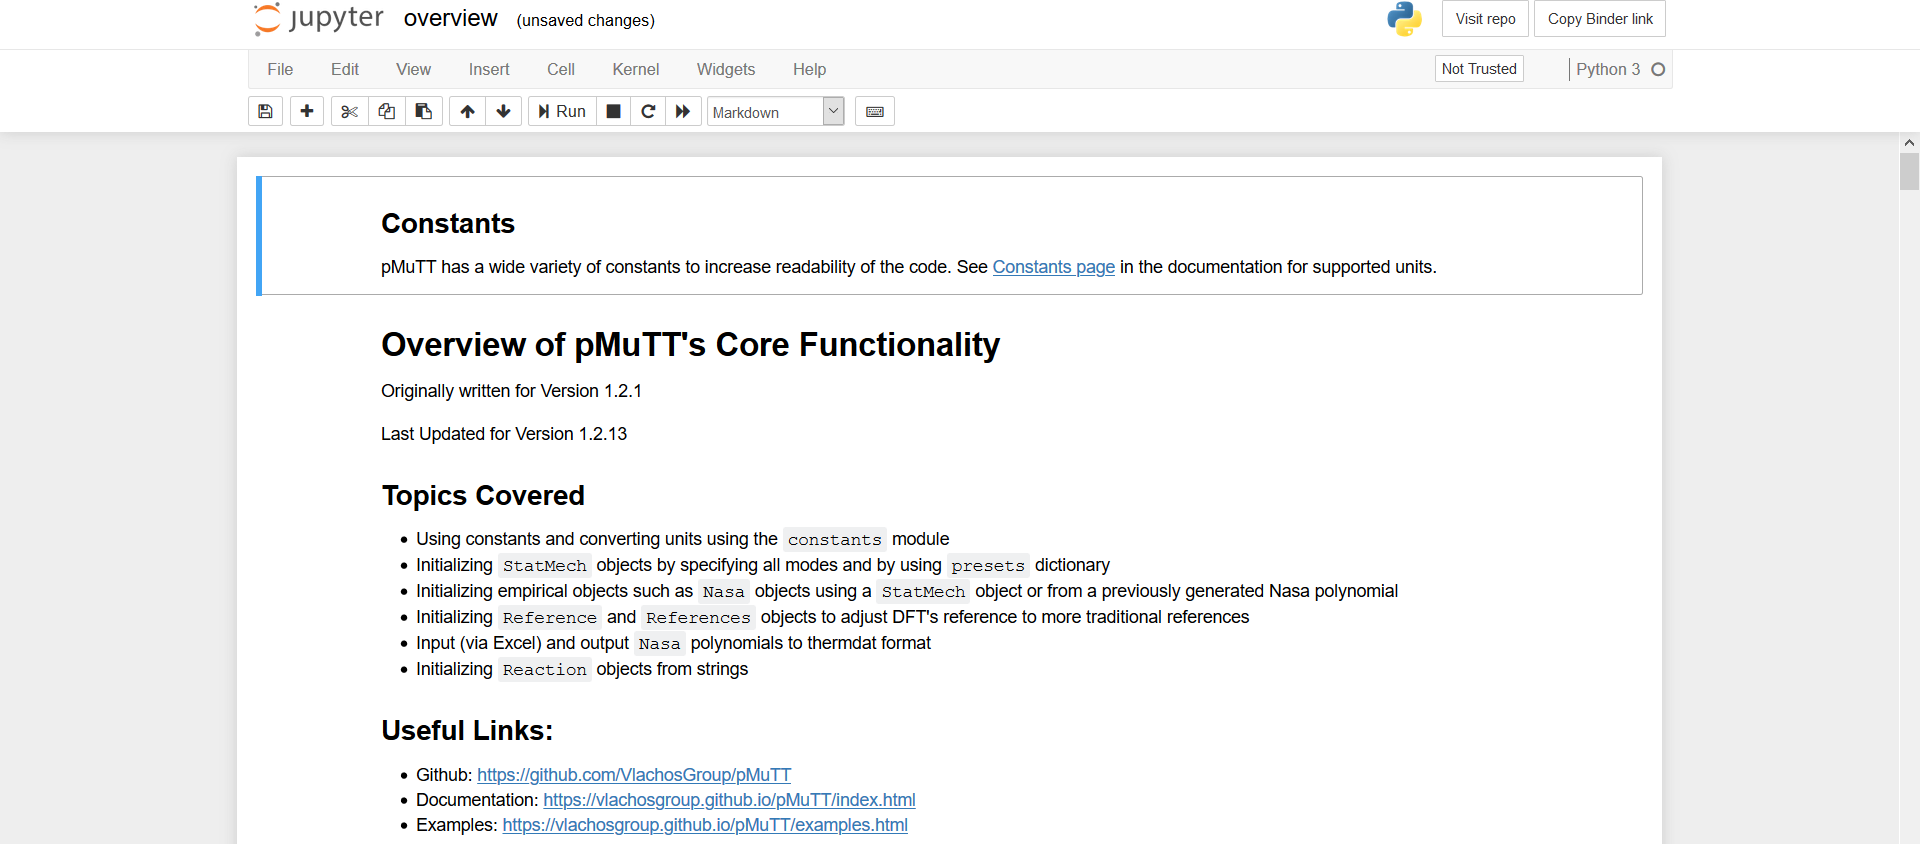 jupyter overview (unsaved changes) Visit repo Copy Binder link
File Edit View Insert Cell Kernel Widgets Help Not Trusted Python 3
Run Markdown
Constants
pMuTT has a wide variety of constants to increase readability of the code. See Constants page in the documentation for supported units.
Overview of pMuTT's Core Functionality
Originally written for Version 1.2.1
Last Updated for Version 1.2.13
Topics Covered
• Using constants and converting units using the constants module
• Initializing StatMech objects by specifying all modes and by using presets dictionary
• Initializing empirical objects such as Nasa objects using a StatMech object or from a previously generated Nasa polynomial
• Initializing Reference and References objects to adjust DFT's reference to more traditional references
• Input (via Excel) and output Nasa polynomials to thermdat format
• Initializing Reaction objects from strings
Useful Links:
• Github: https://github.com/VlachosGroup/pMuTT
• Documentation: https://vlachosgroup.github.io/pMuTT/index.html
• Examples: https://vlachosgroup.github.io/pMuTT/examples.html